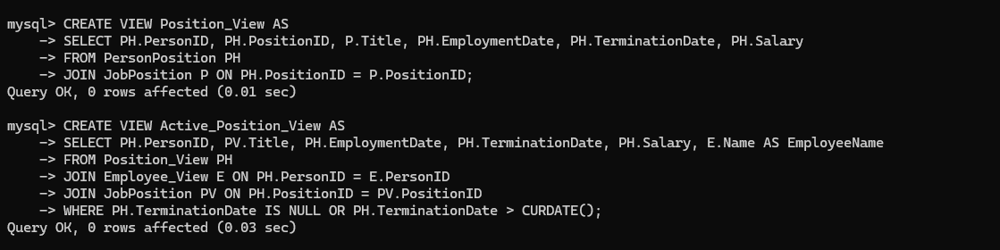 mysql> CREATE VIEW Position_View AS
    -> SELECT PH.PersonID, PH.PositionID, P.Title, PH.EmploymentDate, PH.TerminationDate, PH.Salary
    -> FROM PersonPosition PH
    -> JOIN JobPosition P ON PH.PositionID = P.PositionID;
Query OK, 0 rows affected (0.01 sec)
mysql> CREATE VIEW Active_Position_View AS
    -> SELECT PH.PersonID, PV.Title, PH.EmploymentDate, PH.TerminationDate, PH.Salary, E.Name AS EmployeeName
    -> FROM Position_View PH
    -> JOIN Employee_View E ON PH.PersonID = E.PersonID
    -> JOIN JobPosition PV ON PH.PositionID = PV.PositionID
    -> WHERE PH.TerminationDate IS NULL OR PH.TerminationDate > CURDATE();
Query OK, 0 rows affected (0.03 sec)